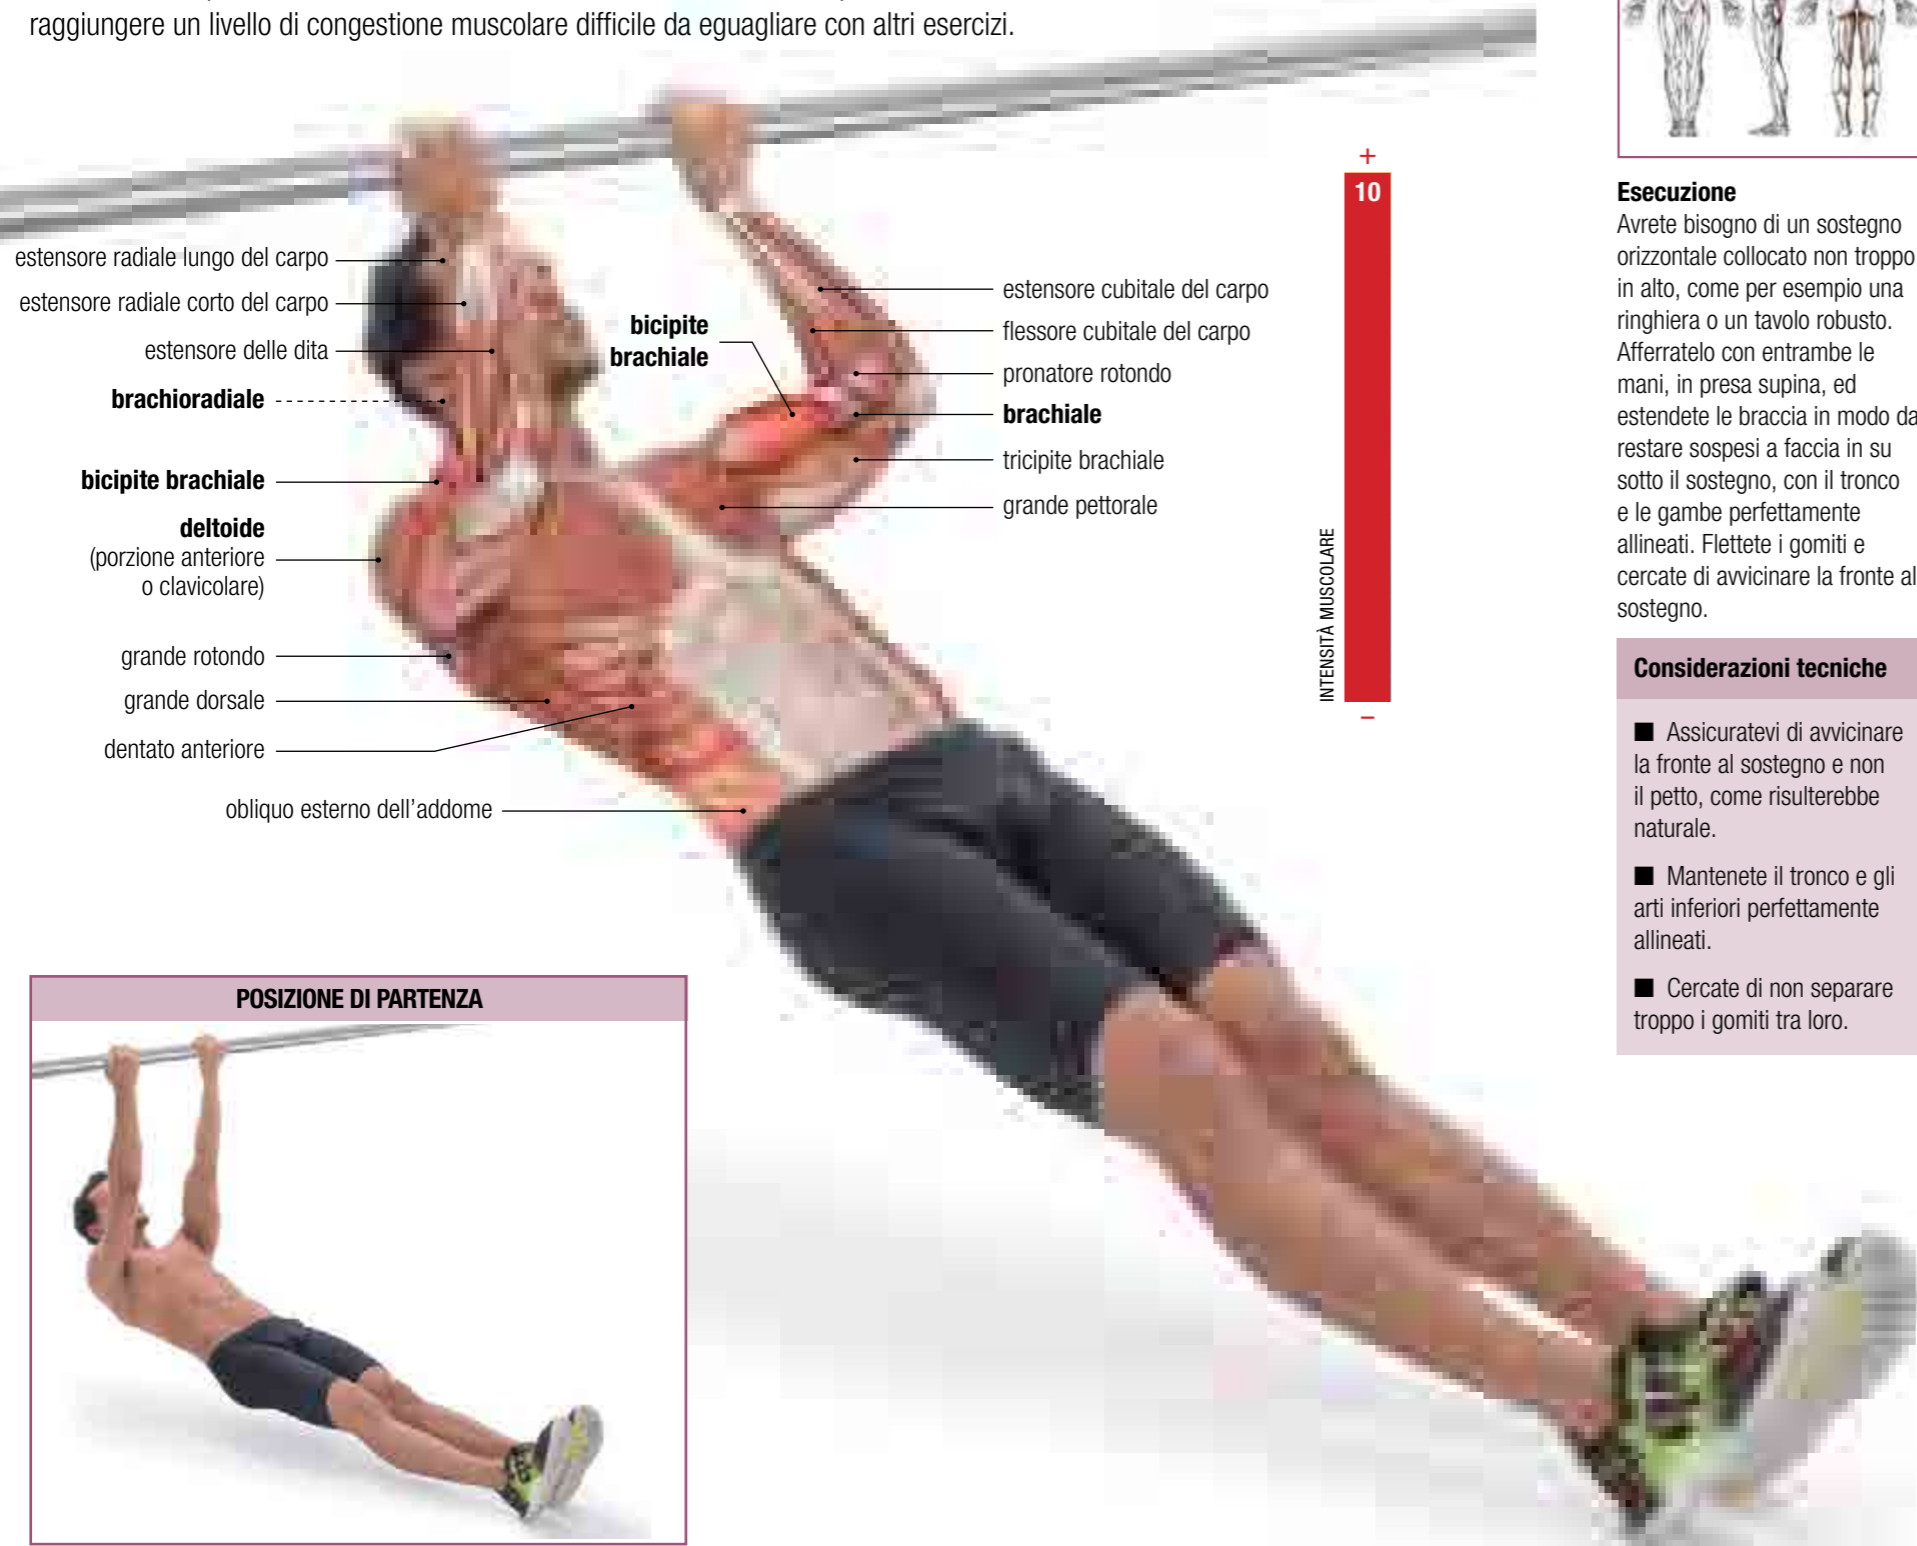 raggiungere un livello di congestione muscolare difficile da eguagliare con altri esercizi.
estensore radiale lungo del carpo
estensore radiale corto del carpo
estensore delle dita
brachioradiale
bicipite brachiale
deltoide
(porzione anteriore
o clavicolare)
grande rotondo
grande dorsale
dentato anteriore
obliquo esterno dell’addome
bicipite
brachiale
estensore cubitale del carpo
flessore cubitale del carpo
pronatore rotondo
brachiale
tricipite brachiale
grande pettorale
+
10
INTENSITÀ MUSCOLARE
–
POSIZIONE DI PARTENZA
Esecuzione
Avrete bisogno di un sostegno
orizzontale collocato non troppo
in alto, come per esempio una
ringhiera o un tavolo robusto.
Afferratelo con entrambe le
mani, in presa supina, ed
estendete le braccia in modo da
restare sospesi a faccia in su
sotto il sostegno, con il tronco
e le gambe perfettamente
allineati. Flettete i gomiti e
cercate di avvicinare la fronte al
sostegno.
Considerazioni tecniche
■ Assicuratevi di avvicinare
la fronte al sostegno e non
il petto, come risulterebbe
naturale.
■ Mantenete il tronco e gli
arti inferiori perfettamente
allineati.
■ Cercate di non separare
troppo i gomiti tra loro.